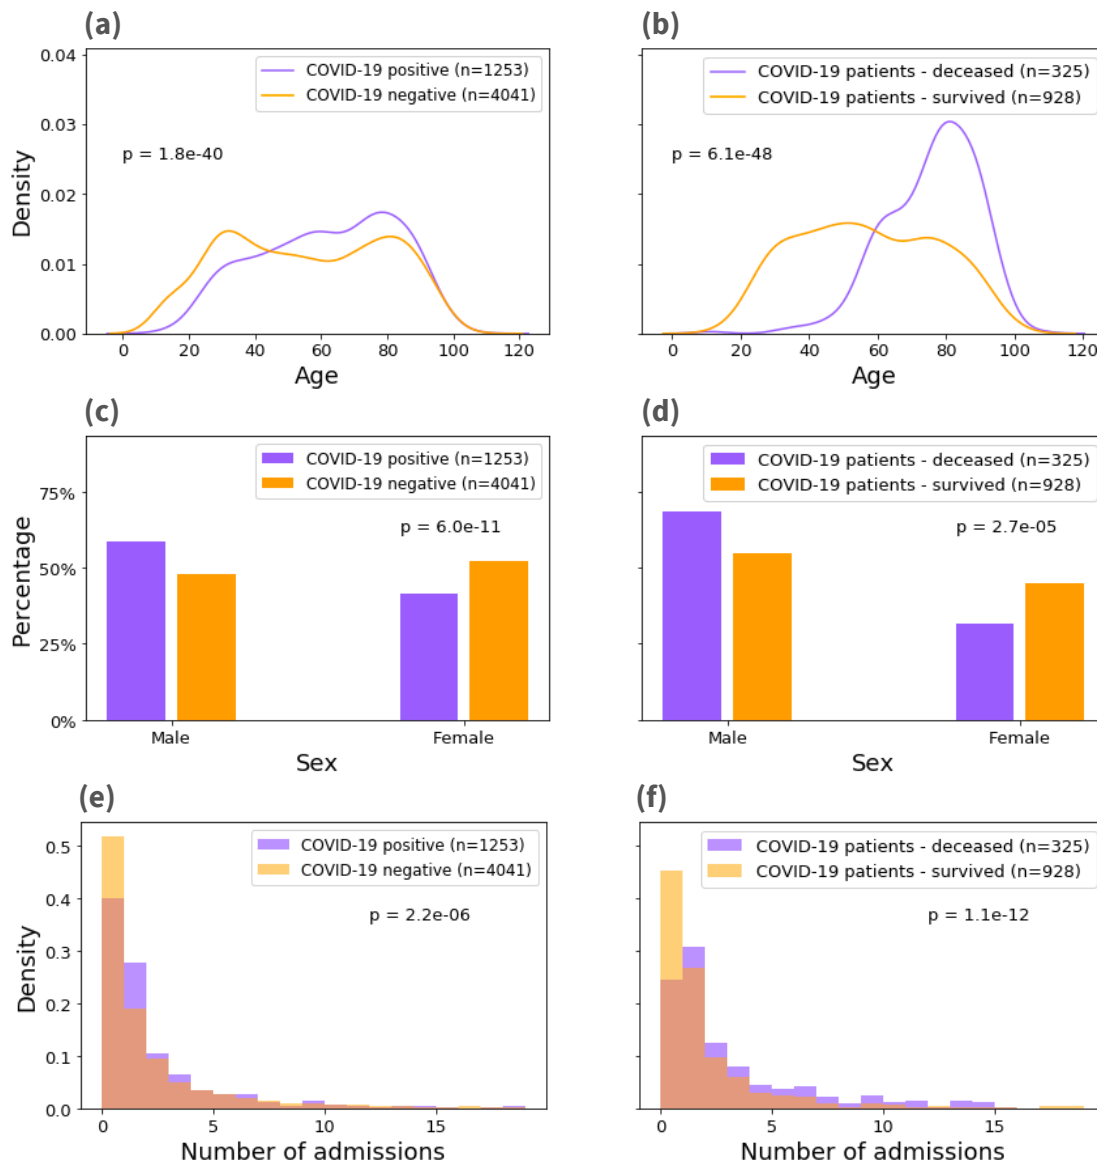 (a)
COVID-19 positive (n=1253)
COVID-19 negative (n=4041)
p = 1.8e-40
0.04
0.03
0.02
0.01
0.00
Density
0 20 40 60 80 100 120
Age
(b)
COVID-19 patients - deceased (n=325)
COVID-19 patients - survived (n=928)
p = 6.1e-48
0 20 40 60 80 100 120
Age
(c)
COVID-19 positive (n=1253)
COVID-19 negative (n=4041)
p = 6.0e-11
75%
50%
25%
0%
Percentage
Male Female
Sex
(d)
COVID-19 patients - deceased (n=325)
COVID-19 patients - survived (n=928)
p = 2.7e-05
Male Female
Sex
(e)
COVID-19 positive (n=1253)
COVID-19 negative (n=4041)
p = 2.2e-06
0.5
0.4
0.3
0.2
0.1
0.0
Density
0 5 10 15
Number of admissions
(f)
COVID-19 patients - deceased (n=325)
COVID-19 patients - survived (n=928)
p = 1.1e-12
0 5 10 15
Number of admissions